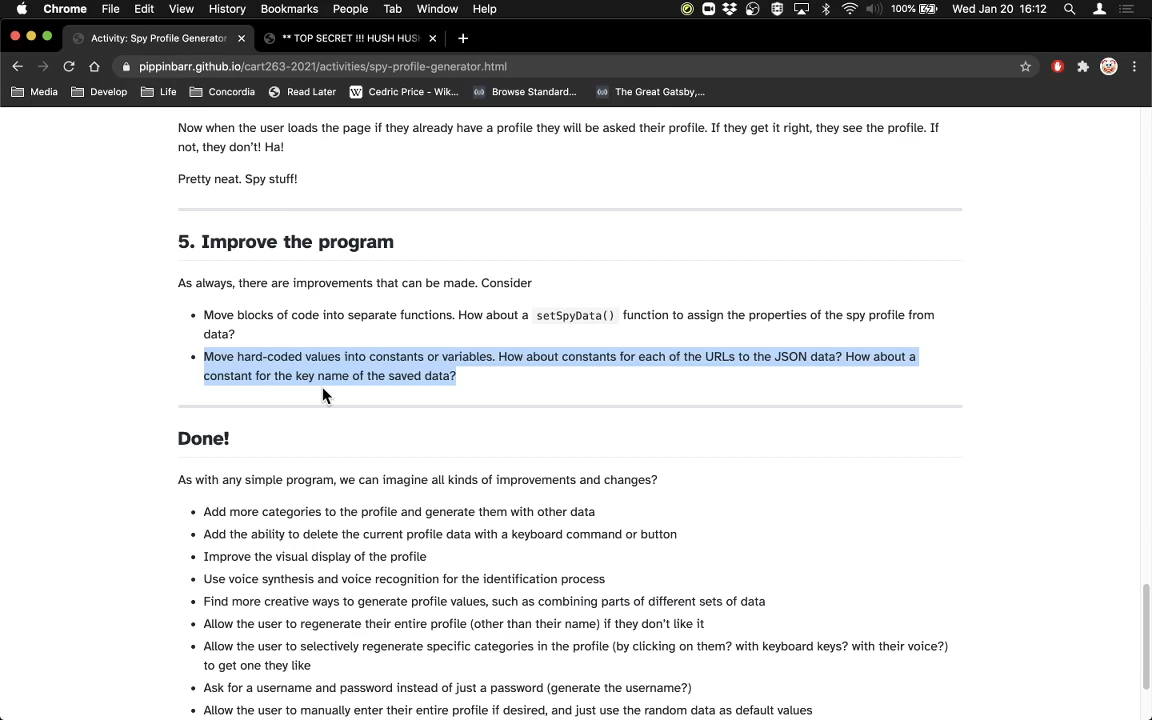 Chrome File Edit View History Bookmarks People Tab Window Help 100% Wed Jan 20 16:12
Activity: Spy Profile Generator ** TOP SECRET !!! HUSH HUS
pippinbarr.github.io/cart263-2021/activities/spy-profile-generator.html
Media Develop Life Concordia Read Later Cedric Price - Wik... Browse Standard... The Great Gatsby,...
Now when the user loads the page if they already have a profile they will be asked their profile. If they get it right, they see the profile. If
not, they don't! Ha!
Pretty neat. Spy stuff!
5. Improve the program
As always, there are improvements that can be made. Consider
• Move blocks of code into separate functions. How about a setSpyData() function to assign the properties of the spy profile from
data?
• Move hard-coded values into constants or variables. How about constants for each of the URLs to the JSON data? How about a
constant for the key name of the saved data?
Done!
As with any simple program, we can imagine all kinds of improvements and changes?
• Add more categories to the profile and generate them with other data
• Add the ability to delete the current profile data with a keyboard command or button
• Improve the visual display of the profile
• Use voice synthesis and voice recognition for the identification process
• Find more creative ways to generate profile values, such as combining parts of different sets of data
• Allow the user to regenerate their entire profile (other than their name) if they don't like it
• Allow the user to selectively regenerate specific categories in the profile (by clicking on them? with keyboard keys? with their voice?)
to get one they like
• Ask for a username and password instead of just a password (generate the username?)
• Allow the user to manually enter their entire profile if desired, and just use the random data as default values